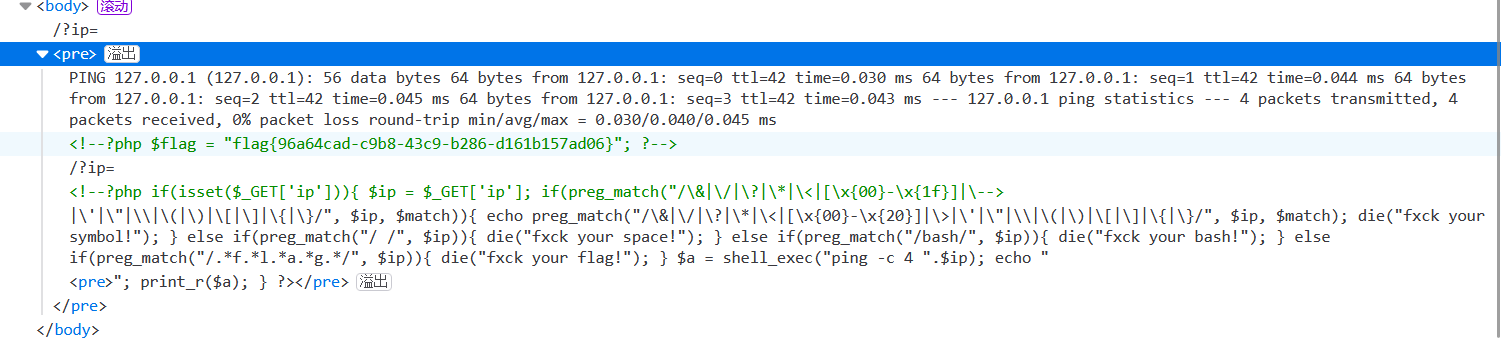 <body> 滚动
/?ip=
<pre> 溢出
PING 127.0.0.1 (127.0.0.1): 56 data bytes 64 bytes from 127.0.0.1: seq=0 ttl=42 time=0.030 ms 64 bytes from 127.0.0.1: seq=1 ttl=42 time=0.044 ms 64 bytes
from 127.0.0.1: seq=2 ttl=42 time=0.045 ms 64 bytes from 127.0.0.1: seq=3 ttl=42 time=0.043 ms --- 127.0.0.1 ping statistics --- 4 packets transmitted, 4
packets received, 0% packet loss round-trip min/avg/max = 0.030/0.040/0.045 ms
<!--?php $flag = "flag{96a64cad-c9b8-43c9-b286-d161b157ad06}"; ?-->
/?ip=
<!--?php if(isset($_GET['ip'])){ $ip = $_GET['ip']; if(preg_match("/\&|\/|\?|\*|\<|[\x{00}-\x{1f}]|\-->
|\'|\"|\\|\(|\)|\[|\]|\{|\}/", $ip, $match)){ echo preg_match("/\&|\/|\?|\*|\<|[\x{00}-\x{20}]|\>|\'|\"|\\|\(|\)|\[|\]|\{|\}/", $ip, $match); die("fxck your
symbol!"); } else if(preg_match("/ /", $ip)){ die("fxck your space!"); } else if(preg_match("/bash/", $ip)){ die("fxck your bash!"); } else
if(preg_match("/.*f.*l.*a.*g.*/", $ip)){ die("fxck your flag!"); } $a = shell_exec("ping -c 4 ".$ip); echo "
<pre>"; print_r($a); } ?></pre> 溢出
</pre>
</body>